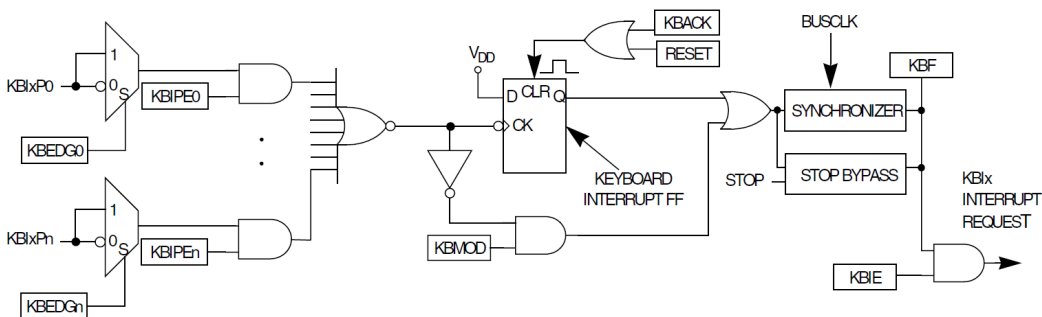 KBACK
RESET
BUSCLK
V DD
KBF
1
KBIxP0
0
S
KBIPE0
KBEDG0
D CLR Q
CK
SYNCHRONIZER
STOP BYPASS
STOP
KEYBOARD
INTERRUPT FF
KBIx
INTERRUPT
REQUEST
1
KBIxPn
0
S
KBIPEn
KBMOD
KBIE
KBEDGn